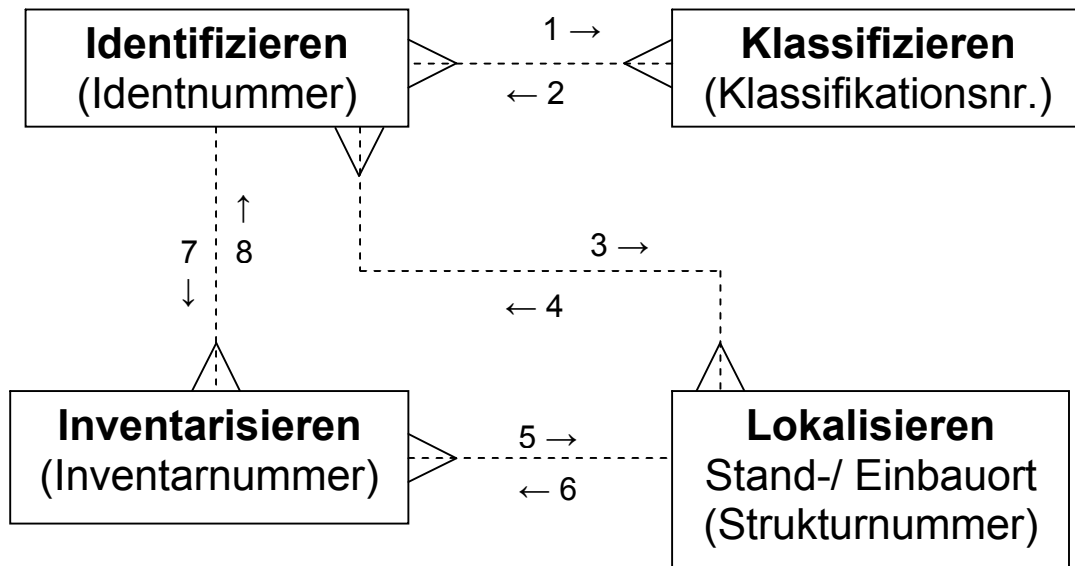 Identifizieren
(Identnummer)
1 →
← 2
Klassifizieren
(Klassifikationsnr.)
7
↓
↑
8
3 →
← 4
Inventarisieren
(Inventarnummer)
5 →
← 6
Lokalisieren
Stand-/ Einbauort
(Strukturnummer)